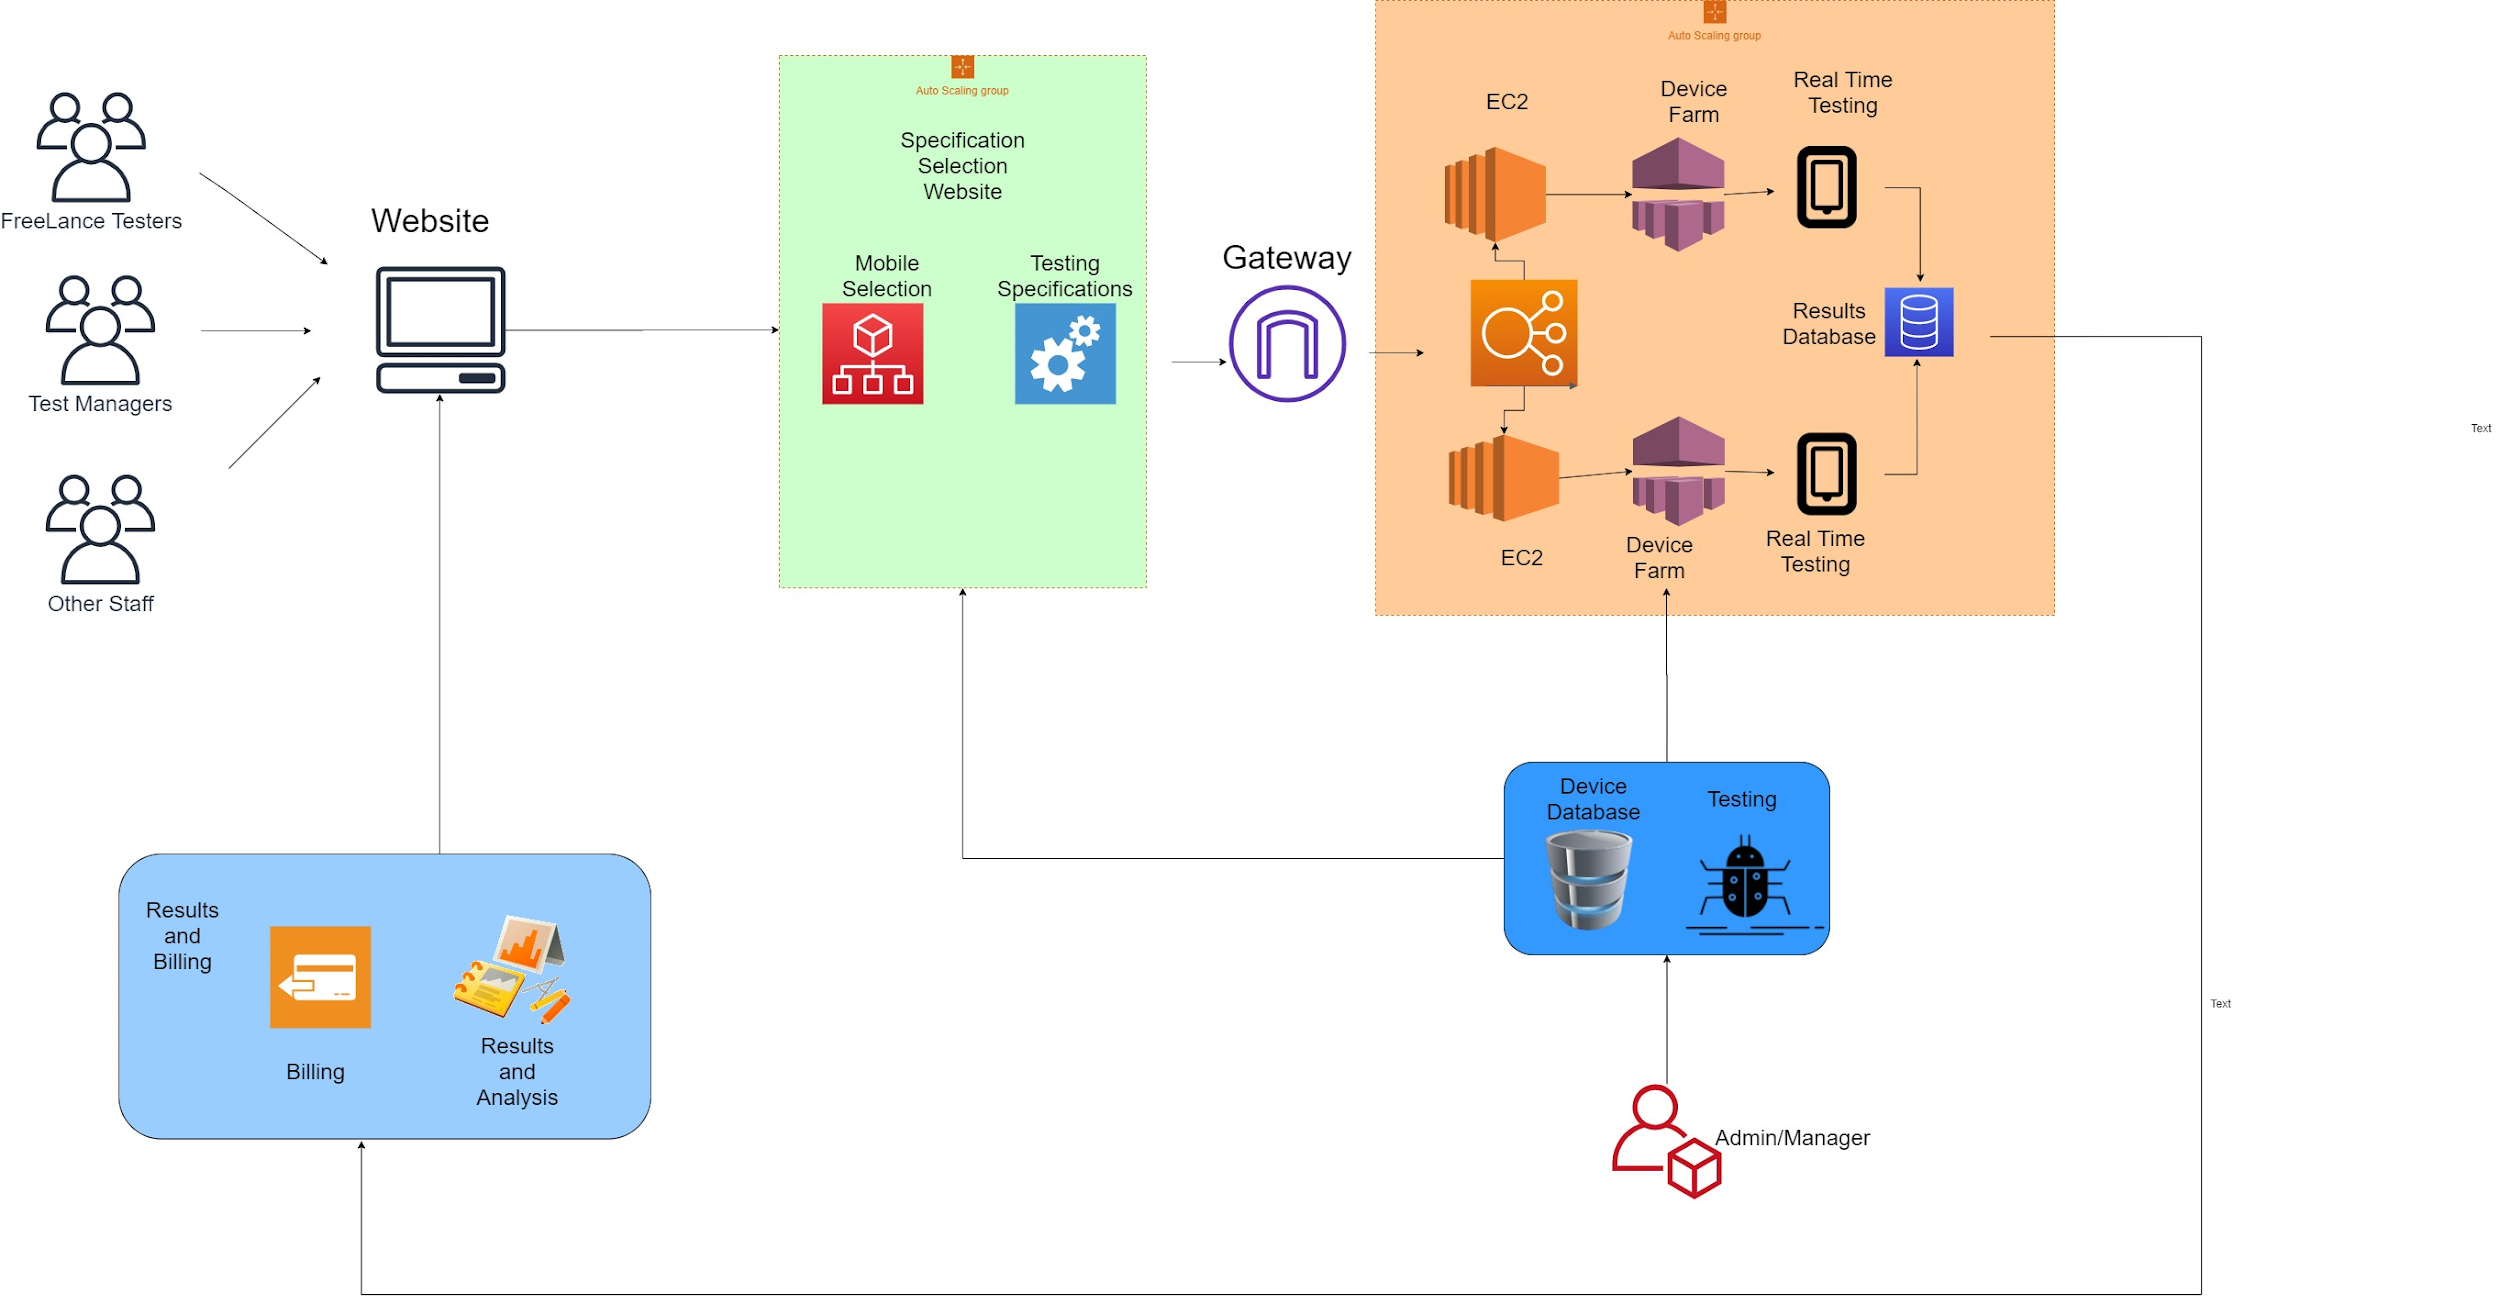 FreeLance Testers
Test Managers
Other Staff
Website
Auto Scaling group
Specification
Selection
Website
Mobile
Selection
Testing
Specifications
Gateway
Auto Scaling group
EC2
Device
Farm
Real Time
Testing
Results
Database
EC2
Device
Farm
Real Time
Testing
Text
Device
Database
Testing
Text
Admin/Manager
Results
and
Billing
Billing
Results
and
Analysis